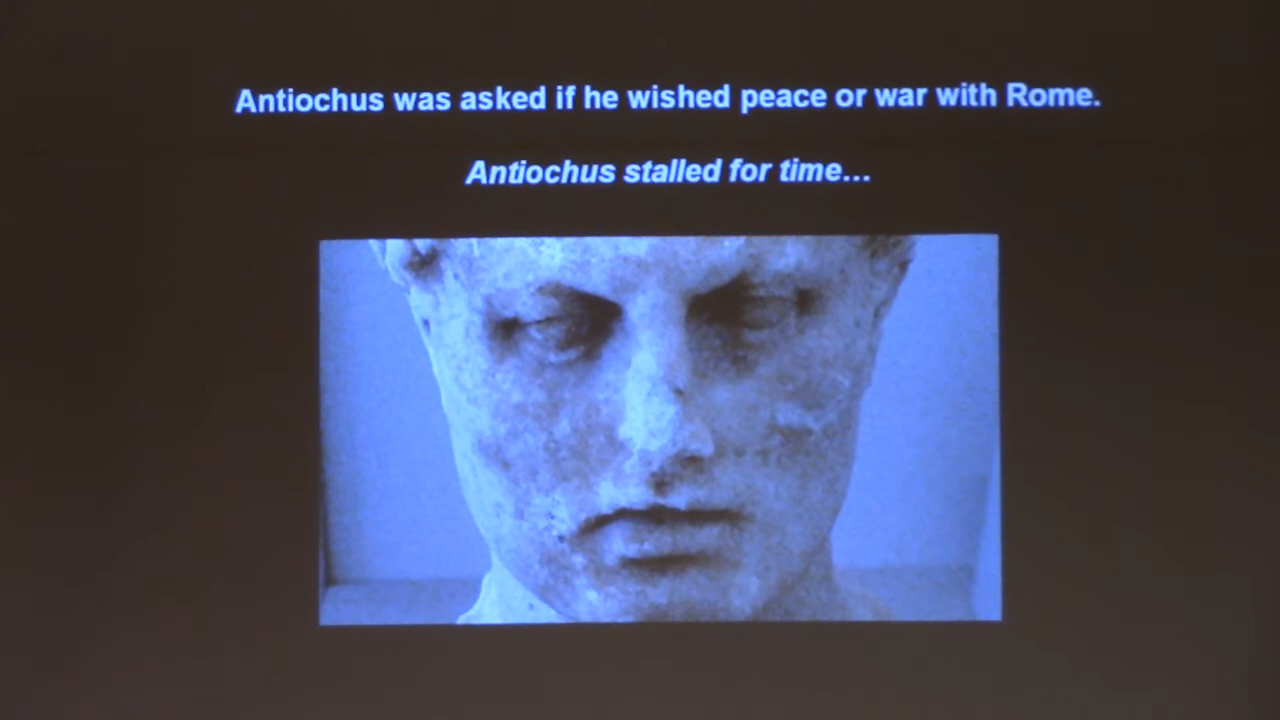 Antiochus was asked if he wished peace or war with Rome.
Antiochus stalled for time...